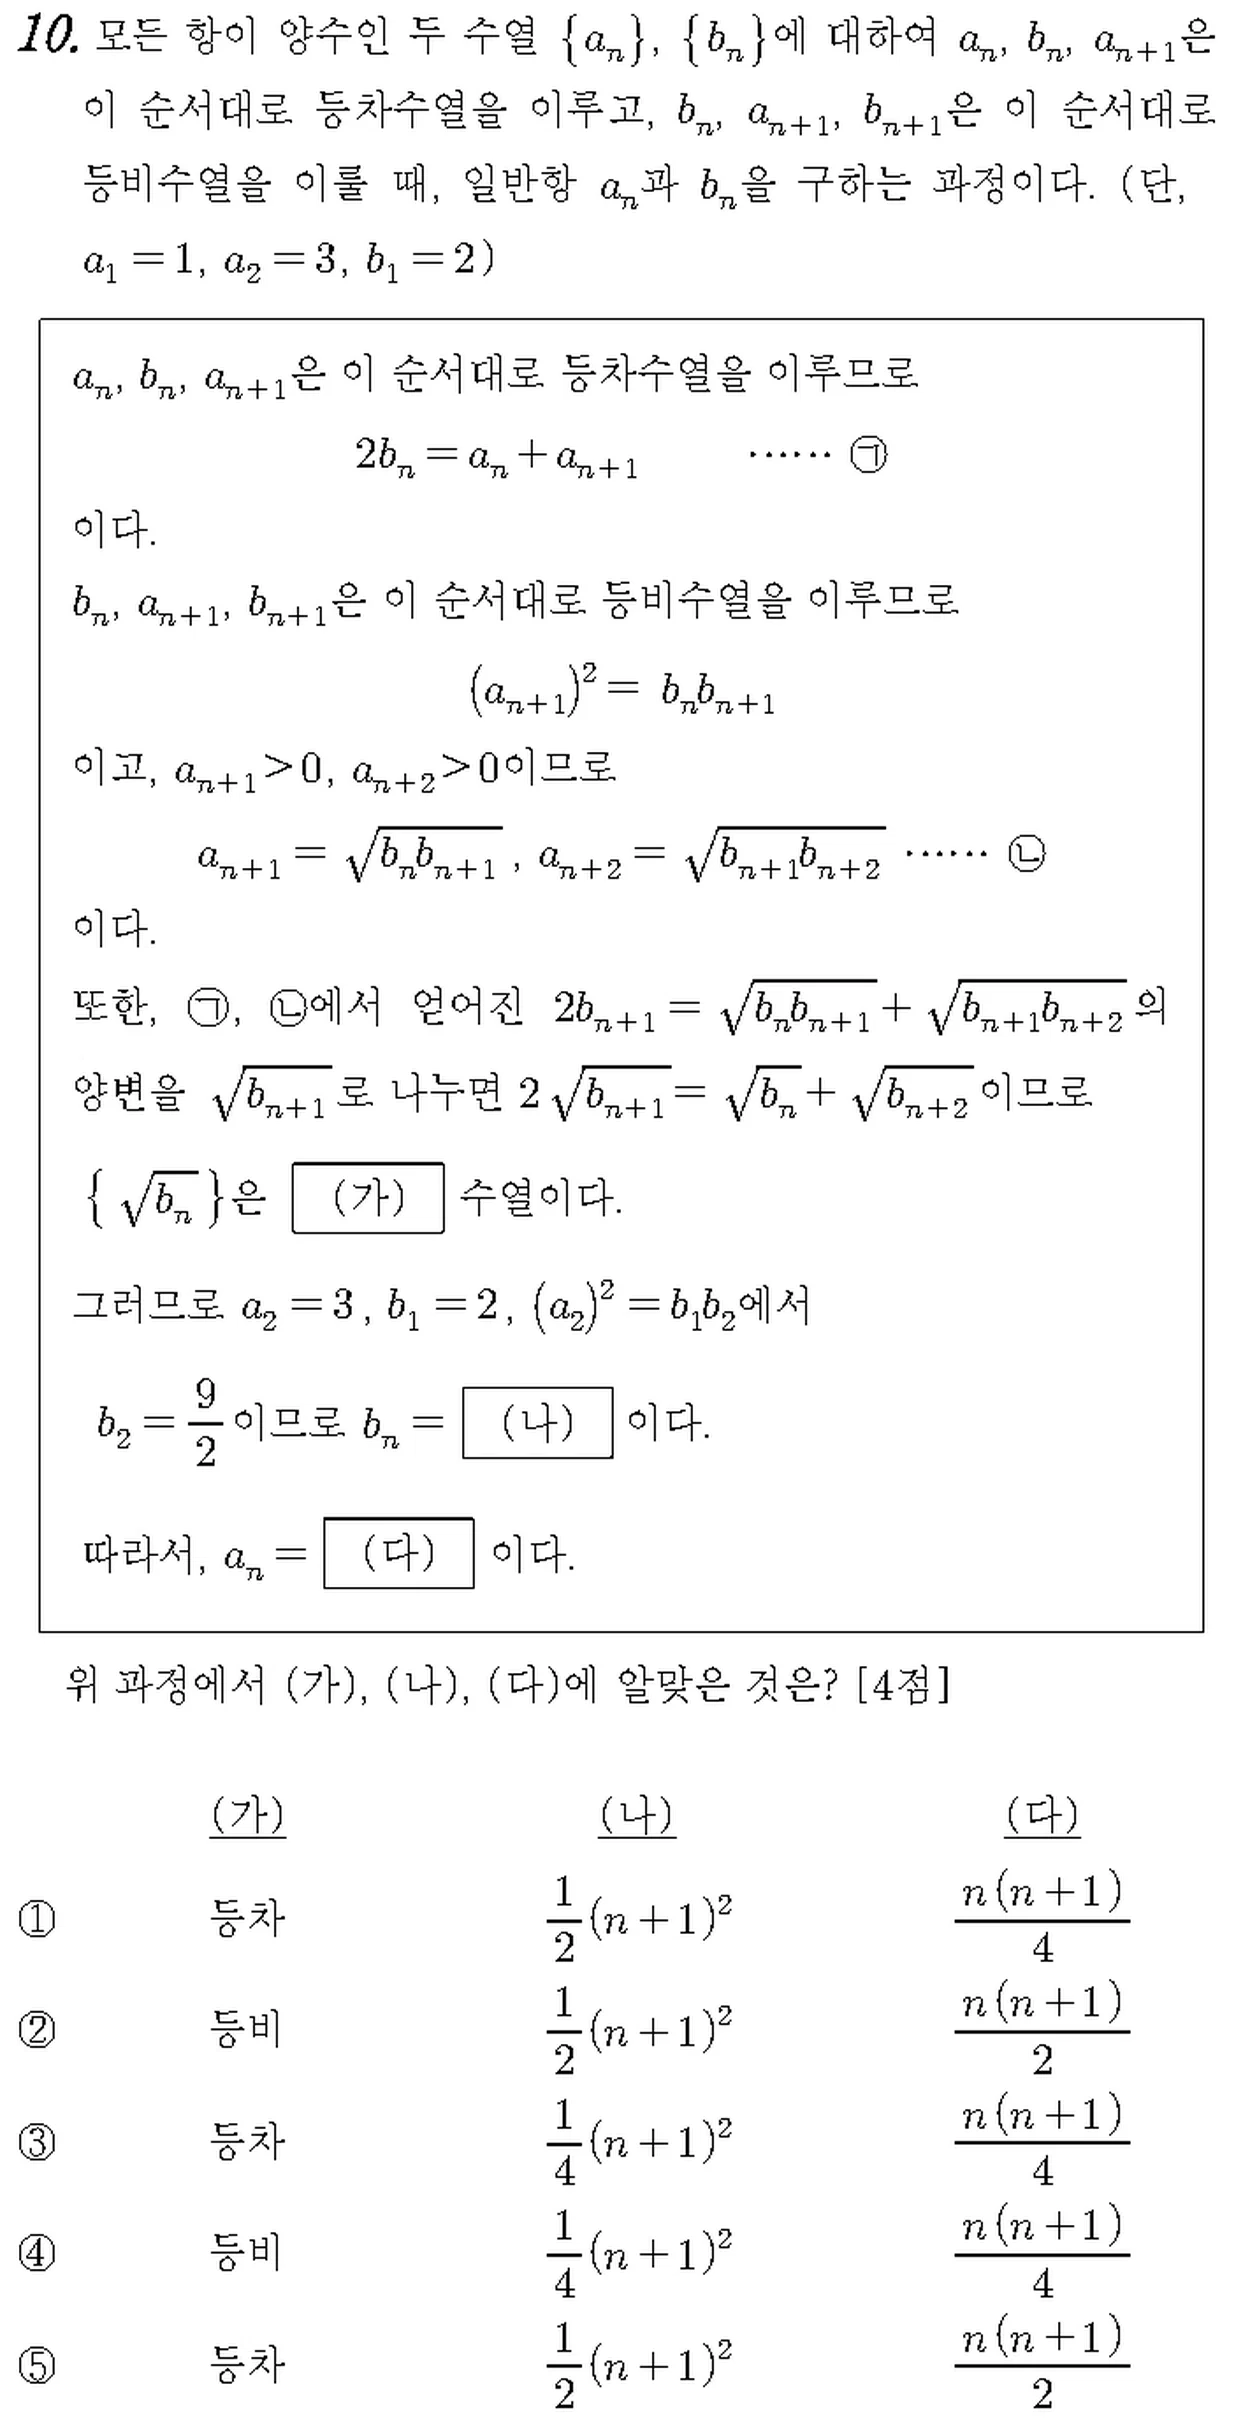 10. 모든 항이 양수인 두 수열 {aₙ}, {bₙ}에 대하여 aₙ, bₙ, aₙ₊₁은
이 순서대로 등차수열을 이루고, bₙ, aₙ₊₁, bₙ₊₁은 이 순서대로
등비수열을 이룰 때, 일반항 aₙ과 bₙ을 구하는 과정이다. (단,
a₁ = 1, a₂ = 3, b₁ = 2)
aₙ, bₙ, aₙ₊₁은 이 순서대로 등차수열을 이루므로
2bₙ = aₙ + aₙ₊₁ ⋯⋯ ㉠
이다.
bₙ, aₙ₊₁, bₙ₊₁은 이 순서대로 등비수열을 이루므로
(aₙ₊₁)² = bₙbₙ₊₁
이고, aₙ₊₁ > 0, aₙ₊₂ > 0이므로
aₙ₊₁ = √(bₙbₙ₊₁), aₙ₊₂ = √(bₙ₊₁bₙ₊₂) ⋯⋯ ㉡
이다.
또한, ㉠, ㉡에서 얻어진 2bₙ₊₁ = √(bₙbₙ₊₁) + √(bₙ₊₁bₙ₊₂)의
양변을 √(bₙ₊₁)로 나누면 2√(bₙ₊₁) = √(bₙ) + √(bₙ₊₂)이므로
{√(bₙ)}은 (가) 수열이다.
그러므로 a₂ = 3, b₁ = 2, (a₂)² = b₁b₂에서
b₂ = 9/2 이므로 bₙ = (나) 이다.
따라서, aₙ = (다) 이다.
위 과정에서 (가), (나), (다)에 알맞은 것은? [4점]
(가) (나) (다)
① 등차 1/2(n+1)² n(n+1)/4
② 등비 1/2(n+1)² n(n+1)/2
③ 등차 1/4(n+1)² n(n+1)/4
④ 등비 1/4(n+1)² n(n+1)/4
⑤ 등차 1/2(n+1)² n(n+1)/2